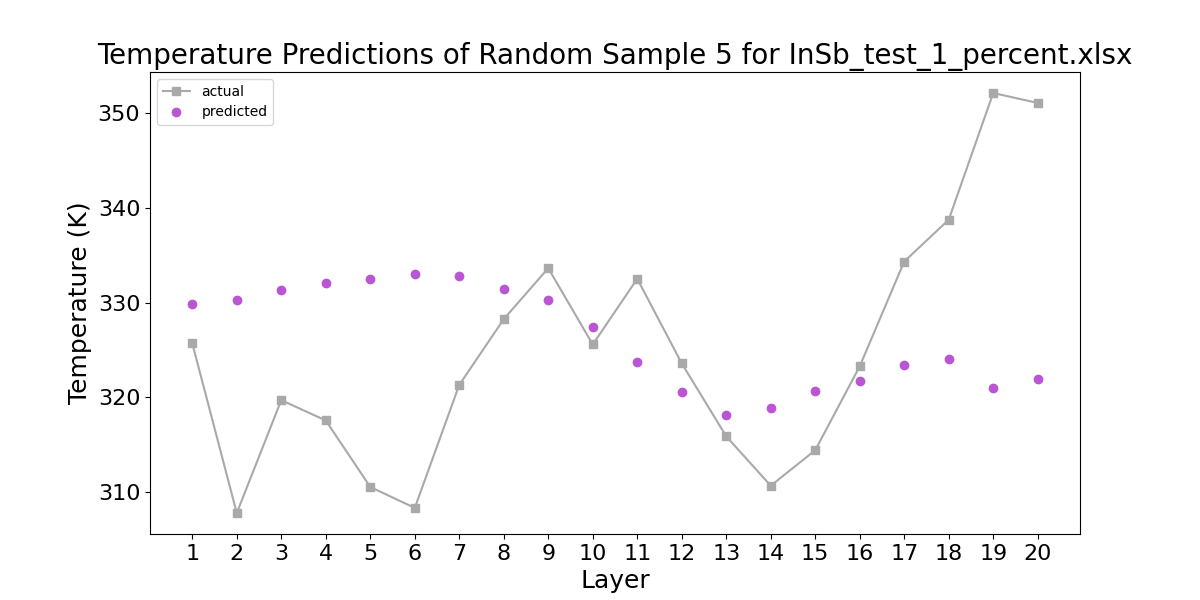 Temperature Predictions of Random Sample 5 for InSb_test_1_percent.xlsx
actual
predicted
Temperature (K)
350
340
330
320
310
1 2 3 4 5 6 7 8 9 10 11 12 13 14 15 16 17 18 19 20
Layer